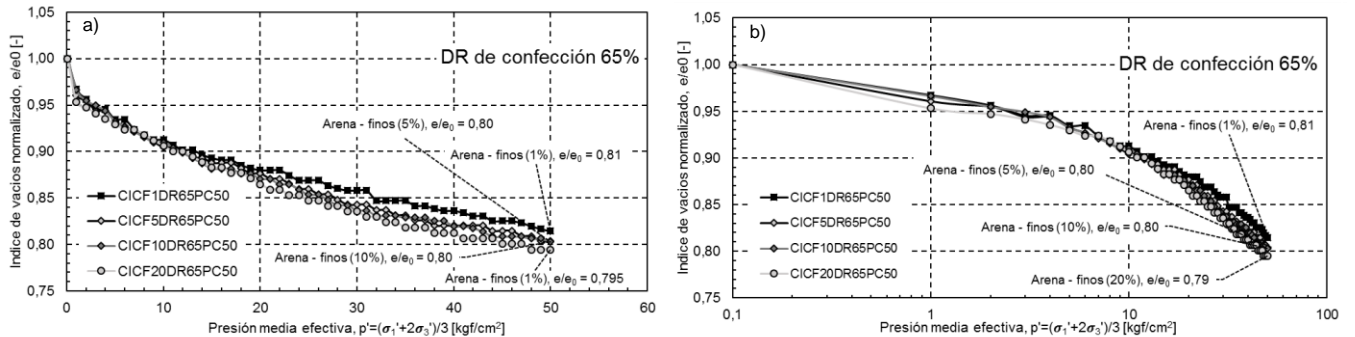 a)
DR de confección 65%
Indice de vacios normalizado, e/e0 [-]
1,05
1,00
0,95
0,90
0,85
0,80
0,75
Arena - finos (5%), e/e₀ = 0,80
Arena - finos (1%), e/e₀ = 0,81
CICF1DR65PC50
CICF5DR65PC50
CICF10DR65PC50
CICF20DR65PC50
Arena - finos (10%), e/e₀ = 0,80
Arena - finos (1%), e/e₀ = 0,795
0 10 20 30 40 50 60
Presión media efectiva, p'=(σ₁'+2σ₃')/3 [kgf/cm²]
b)
DR de confección 65%
Indice de vacios normalizado, e/e0 [-]
1,05
1,00
0,95
0,90
0,85
0,80
0,75
Arena - finos (1%), e/e₀ = 0,81
Arena - finos (5%), e/e₀ = 0,80
CICF1DR65PC50
CICF5DR65PC50
CICF10DR65PC50
CICF20DR65PC50
Arena - finos (10%), e/e₀ = 0,80
Arena - finos (20%), e/e₀ = 0,79
0,1 1 10 100
Presión media efectiva, p'=(σ₁'+2σ₃')/3 [kgf/cm²]